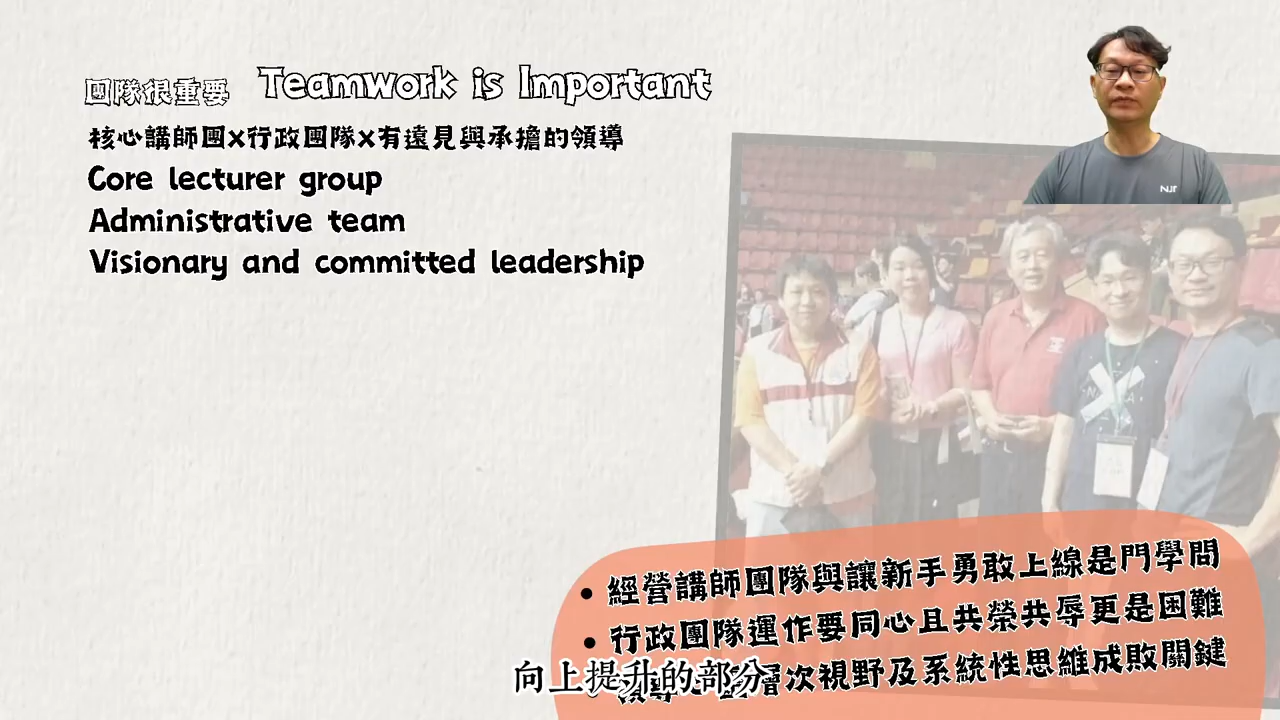 團隊很重要 Teamwork is Important
核心講師團X行政團隊X有遠見與承擔的領導
Core lecturer group
Administrative team
Visionary and committed leadership
NJF
• 經營講師團隊與讓新手勇敢上線是門學問
• 行政團隊運作要同心且共榮共辱更是困難
層次視野及系統性思維成敗關鍵
向上提升的部分